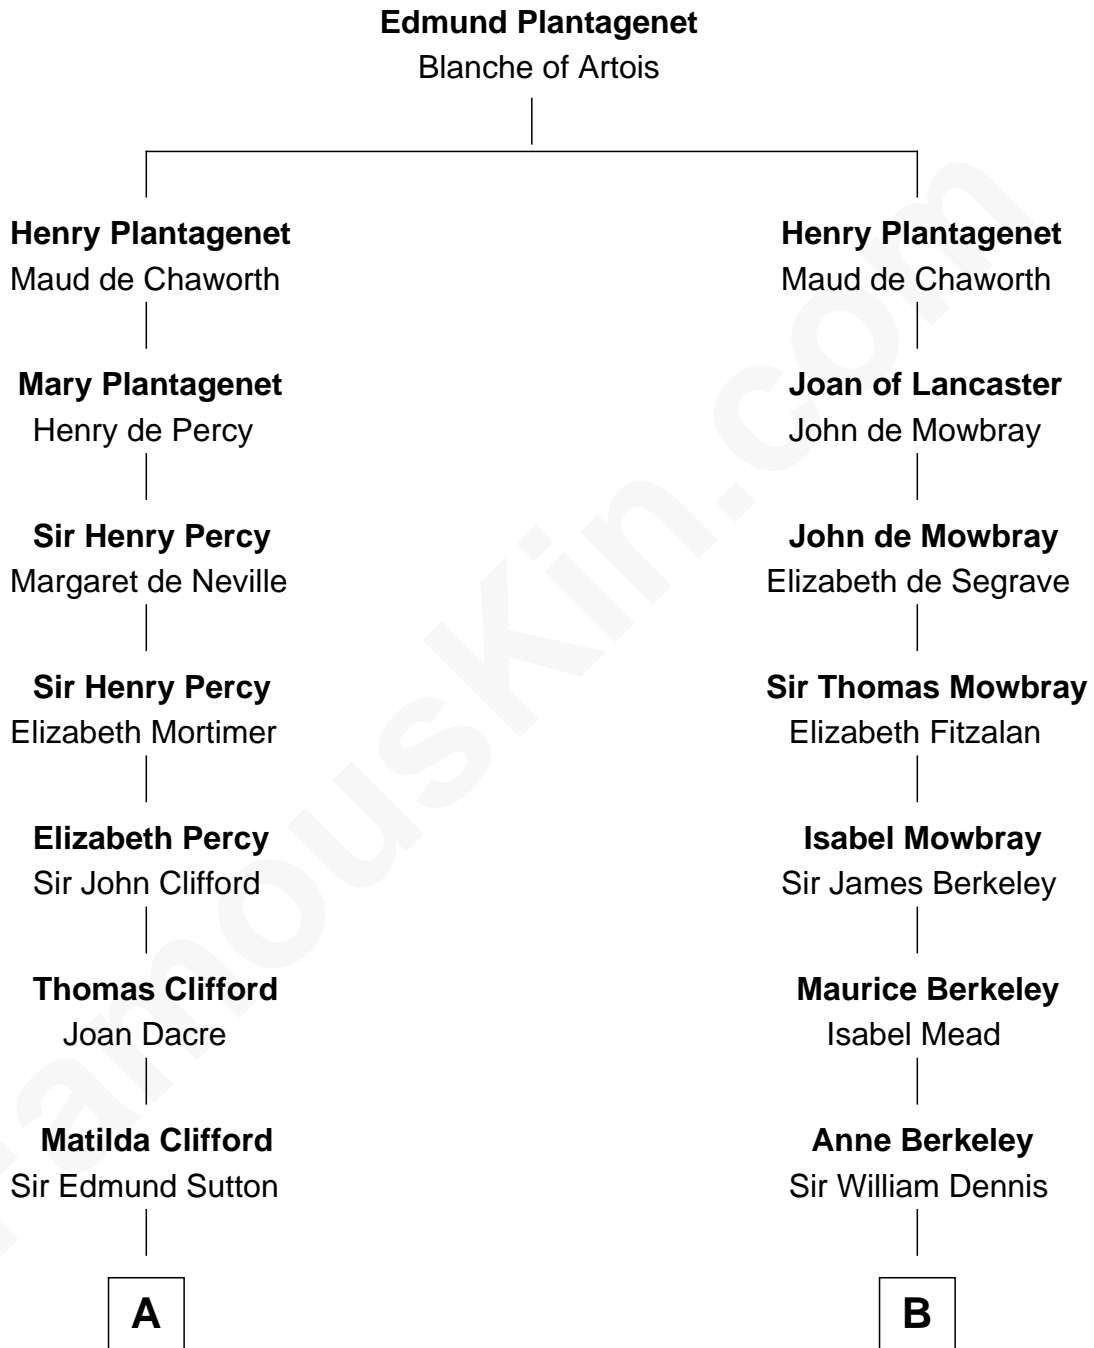 Edmund Plantagenet
Blanche of Artois
Henry Plantagenet
Maud de Chaworth
Henry Plantagenet
Maud de Chaworth
Mary Plantagenet
Henry de Percy
Joan of Lancaster
John de Mowbray
Sir Henry Percy
Margaret de Neville
John de Mowbray
Elizabeth de Segrave
Sir Henry Percy
Elizabeth Mortimer
Sir Thomas Mowbray
Elizabeth Fitzalan
Elizabeth Percy
Sir John Clifford
Isabel Mowbray
Sir James Berkeley
Thomas Clifford
Joan Dacre
Maurice Berkeley
Isabel Mead
Matilda Clifford
Sir Edmund Sutton
Anne Berkeley
Sir William Dennis
A
B
FamousKin.com